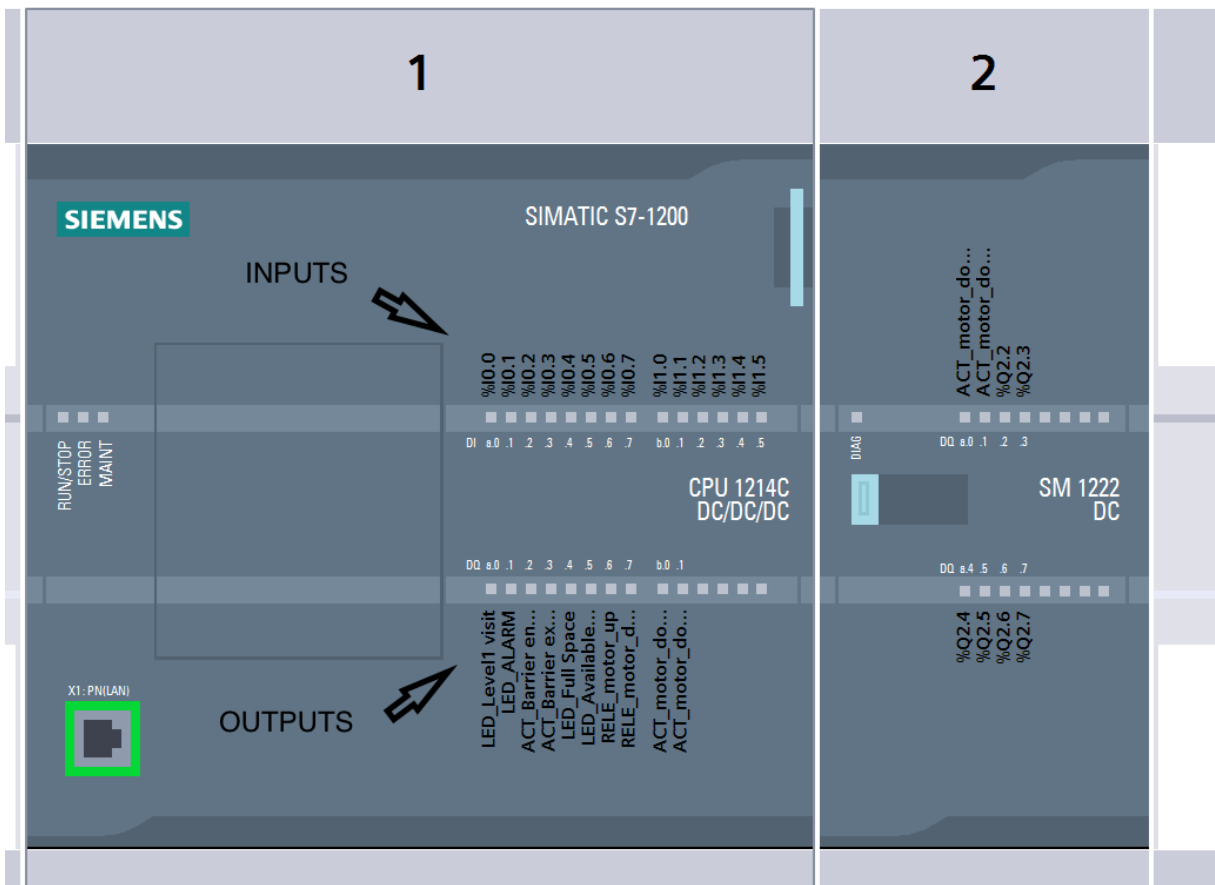 1
2
SIEMENS
SIMATIC S7-1200
INPUTS
%I0.0
%I0.1
%I0.2
%I0.3
%I0.4
%I0.5
%I0.6
%I0.7
%I1.0
%I1.1
%I1.2
%I1.3
%I1.4
%I1.5
DI a.0 .1 .2 .3 .4 .5 .6 .7 b.0 .1 .2 .3 .4 .5
RUN/STOP
ERROR
MAINT
CPU 1214C
DC/DC/DC
DQ a.0 .1 .2 .3 .4 .5 .6 .7 b.0 .1
LED_Level1 visit
LED_ALARM
ACT_Barrier en...
ACT_Barrier ex...
LED_Full Space
LED_Available...
RELE_motor_up
RELE_motor_d...
ACT_motor_do...
ACT_motor_do...
X1: PN(LAN)
OUTPUTS
ACT_motor_do...
ACT_motor_do...
%Q2.2
%Q2.3
DIAG
DQ a.0 .1 .2 .3
SM 1222
DC
DQ a.4 .5 .6 .7
%Q2.4
%Q2.5
%Q2.6
%Q2.7